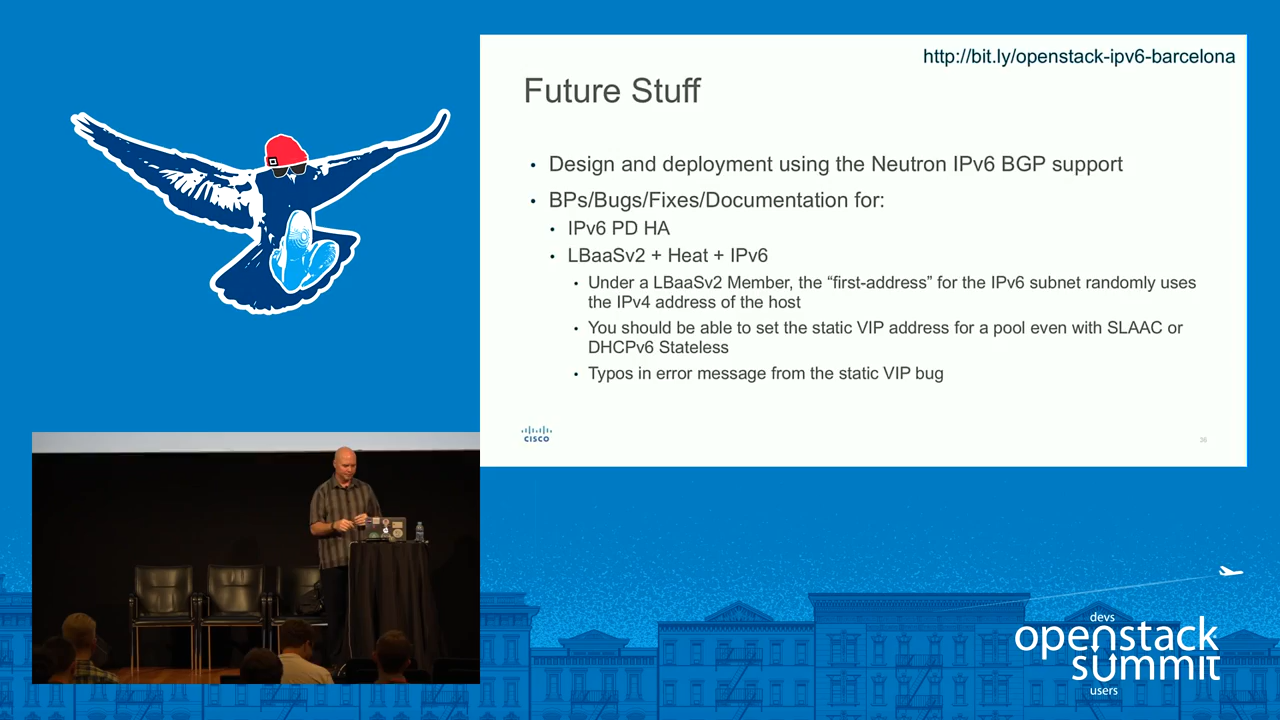 http://bit.ly/openstack-ipv6-barcelona
Future Stuff
• Design and deployment using the Neutron IPv6 BGP support
• BPs/Bugs/Fixes/Documentation for:
• IPv6 PD HA
• LBaaSv2 + Heat + IPv6
• Under a LBaaSv2 Member, the “first-address” for the IPv6 subnet randomly uses
the IPv4 address of the host
• You should be able to set the static VIP address for a pool even with SLAAC or
DHCPv6 Stateless
• Typos in error message from the static VIP bug
CISCO
36
devs
openstack
summit
users